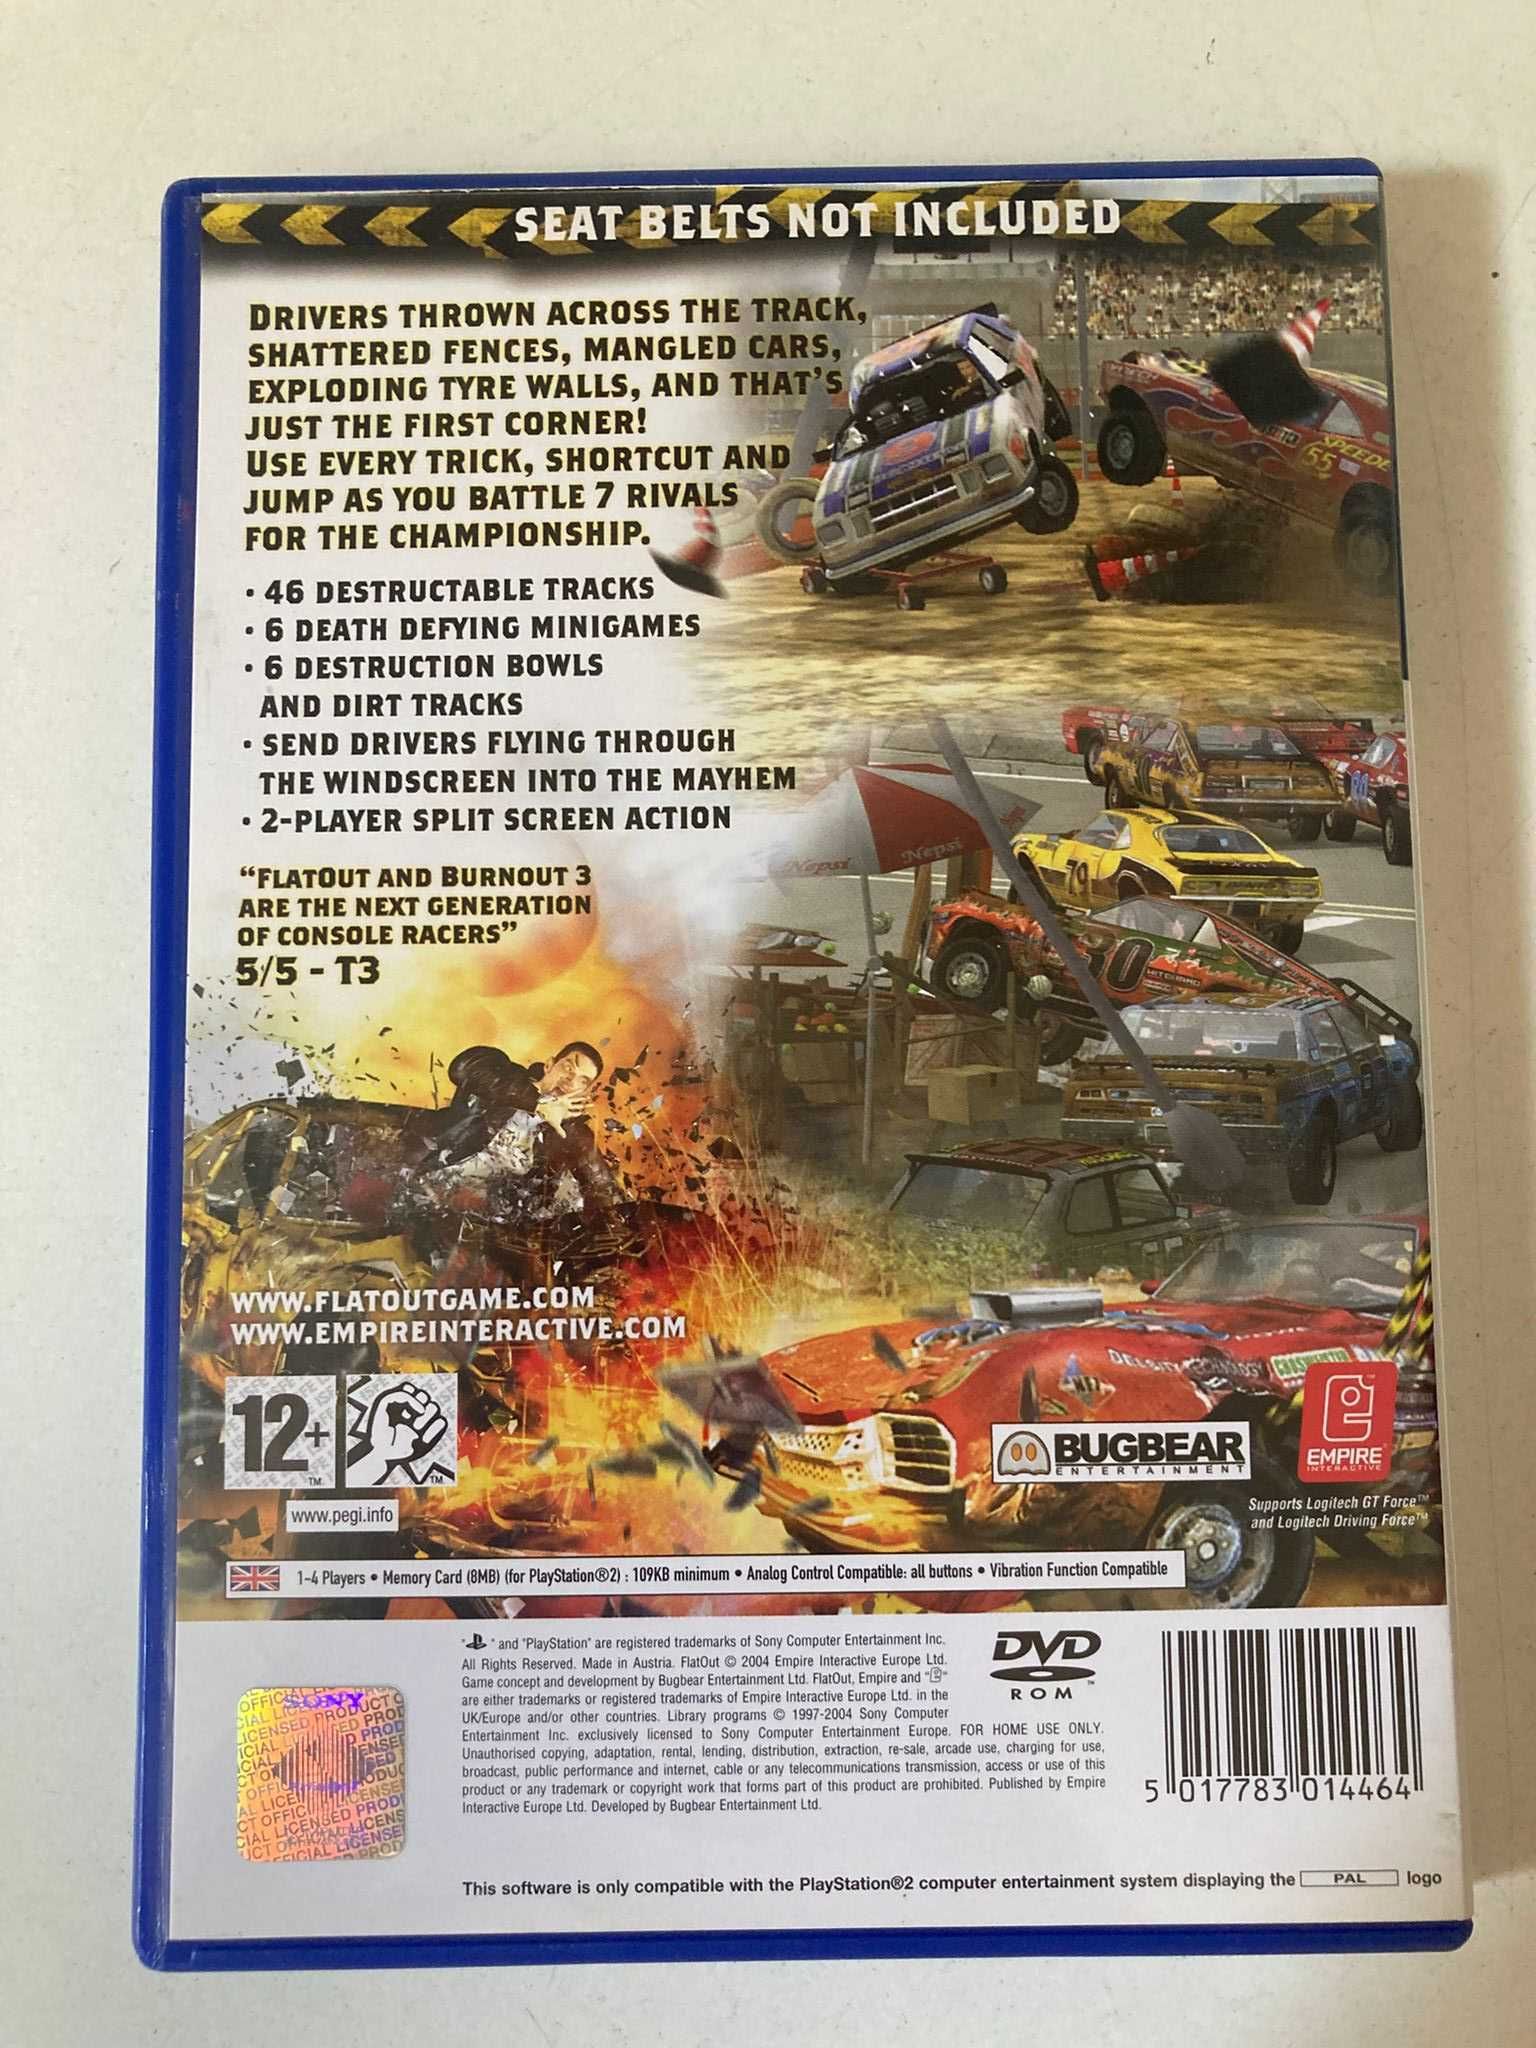 SEAT BELTS NOT INCLUDED
DRIVERS THROWN ACROSS THE TRACK,
SHATTERED FENCES, MANGLED CARS,
EXPLODING TYRE WALLS, AND THAT'S
JUST THE FIRST CORNER!
USE EVERY TRICK, SHORTCUT AND
JUMP AS YOU BATTLE 7 RIVALS
FOR THE CHAMPIONSHIP.
• 46 DESTRUCTABLE TRACKS
• 6 DEATH DEFYING MINIGAMES
• 6 DESTRUCTION BOWLS
AND DIRT TRACKS
• SEND DRIVERS FLYING THROUGH
THE WINDSCREEN INTO THE MAYHEM
• 2-PLAYER SPLIT SCREEN ACTION
"FLATOUT AND BURNOUT 3
ARE THE NEXT GENERATION
OF CONSOLE RACERS"
5/5 - T3
55
Nepsi
Nepsi
79
WWW.FLATOUTGAME.COM
WWW.EMPIREINTERACTIVE.COM
12+
™
™
www.pegi.info
BUGBEAR
ENTERTAINMENT
EMPIRE
INTERACTIVE
Supports Logitech GT Force™
and Logitech Driving Force™
1-4 Players • Memory Card (8MB) (for PlayStation®2) : 109KB minimum • Analog Control Compatible: all buttons • Vibration Function Compatible
" " and "PlayStation" are registered trademarks of Sony Computer Entertainment Inc.
All Rights Reserved. Made in Austria. FlatOut © 2004 Empire Interactive Europe Ltd.
Game concept and development by Bugbear Entertainment Ltd. FlatOut, Empire and " "
are either trademarks or registered trademarks of Empire Interactive Europe Ltd. in the
UK/Europe and/or other countries. Library programs © 1997-2004 Sony Computer
Entertainment Inc. exclusively licensed to Sony Computer Entertainment Europe. FOR HOME USE ONLY.
Unauthorised copying, adaptation, rental, lending, distribution, extraction, re-sale, arcade use, charging for use,
broadcast, public performance and internet, cable or any telecommunications transmission, access or use of this
product or any trademark or copyright work that forms part of this product are prohibited. Published by Empire
Interactive Europe Ltd. Developed by Bugbear Entertainment Ltd.
DVD
ROM
5 017783 014464
SONY
OFFICIAL LICENSED PRODUCT
This software is only compatible with the PlayStation®2 computer entertainment system displaying the PAL logo